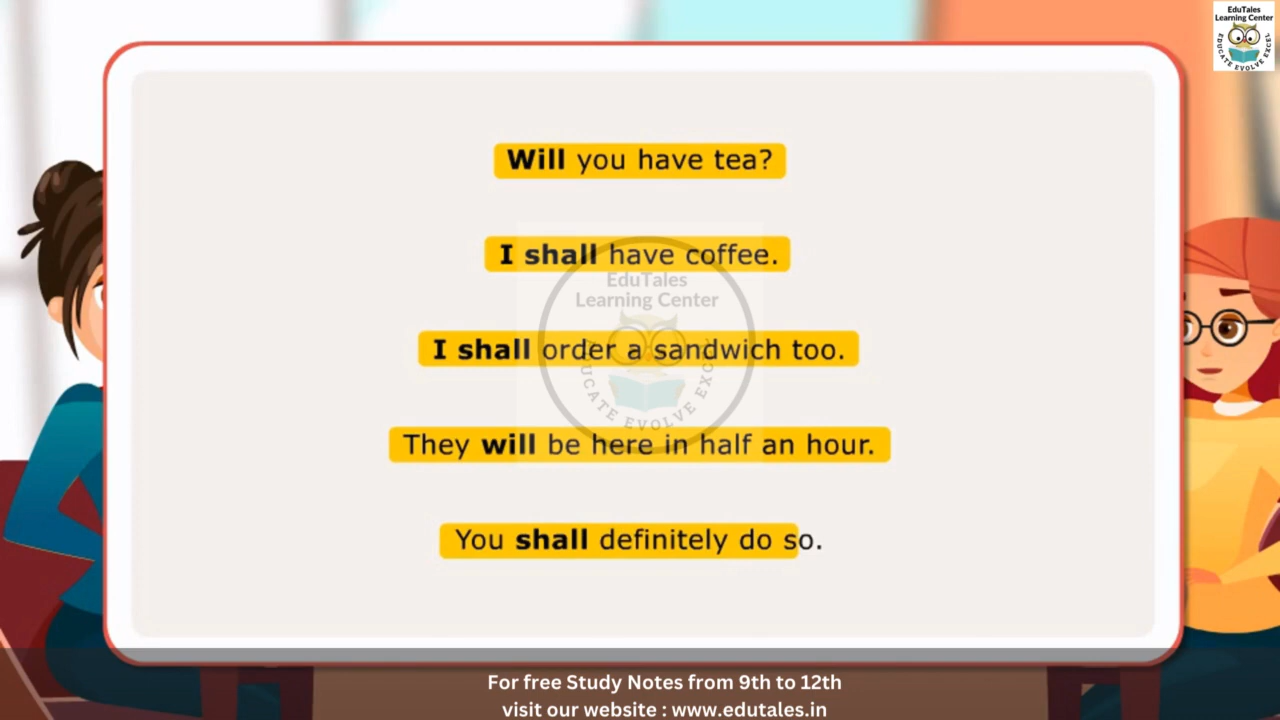 EduTales
Learning Center
EDUCATE EVOLVE EXCEL
Will you have tea?
I shall have coffee.
EduTales
Learning Center
I shall order a sandwich too.
EDUCATE EVOLVE EXCEL
They will be here in half an hour.
You shall definitely do so.
For free Study Notes from 9th to 12th
visit our website : www.edutales.in